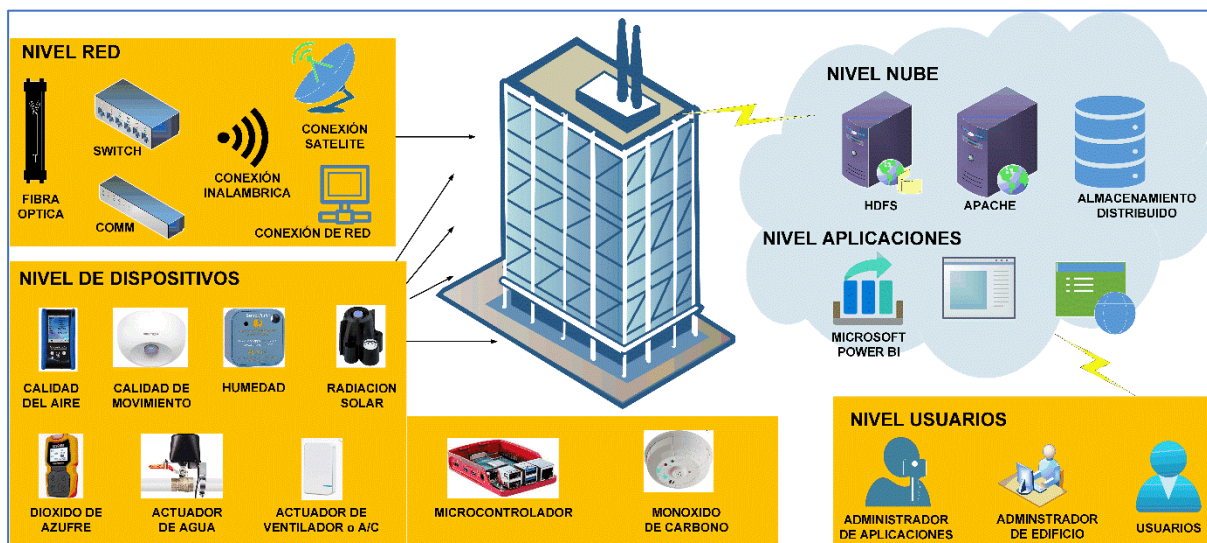 NIVEL RED
FIBRA
OPTICA
SWITCH
COMM
CONEXIÓN
INALAMBRICA
CONEXIÓN
SATELITE
CONEXIÓN DE RED
NIVEL DE DISPOSITIVOS
CALIDAD
DEL AIRE
CALIDAD DE
MOVIMIENTO
HUMEDAD
RADIACION
SOLAR
DIOXIDO DE
AZUFRE
ACTUADOR
DE AGUA
ACTUADOR DE
VENTILADOR o A/C
MICROCONTROLADOR
MONOXIDO
DE CARBONO
NIVEL NUBE
HDFS
APACHE
ALMACENAMIENTO
DISTRIBUIDO
NIVEL APLICACIONES
MICROSOFT
POWER BI
NIVEL USUARIOS
ADMINISTRADOR
DE APLICACIONES
ADMINSTRADOR
DE EDIFICIO
USUARIOS